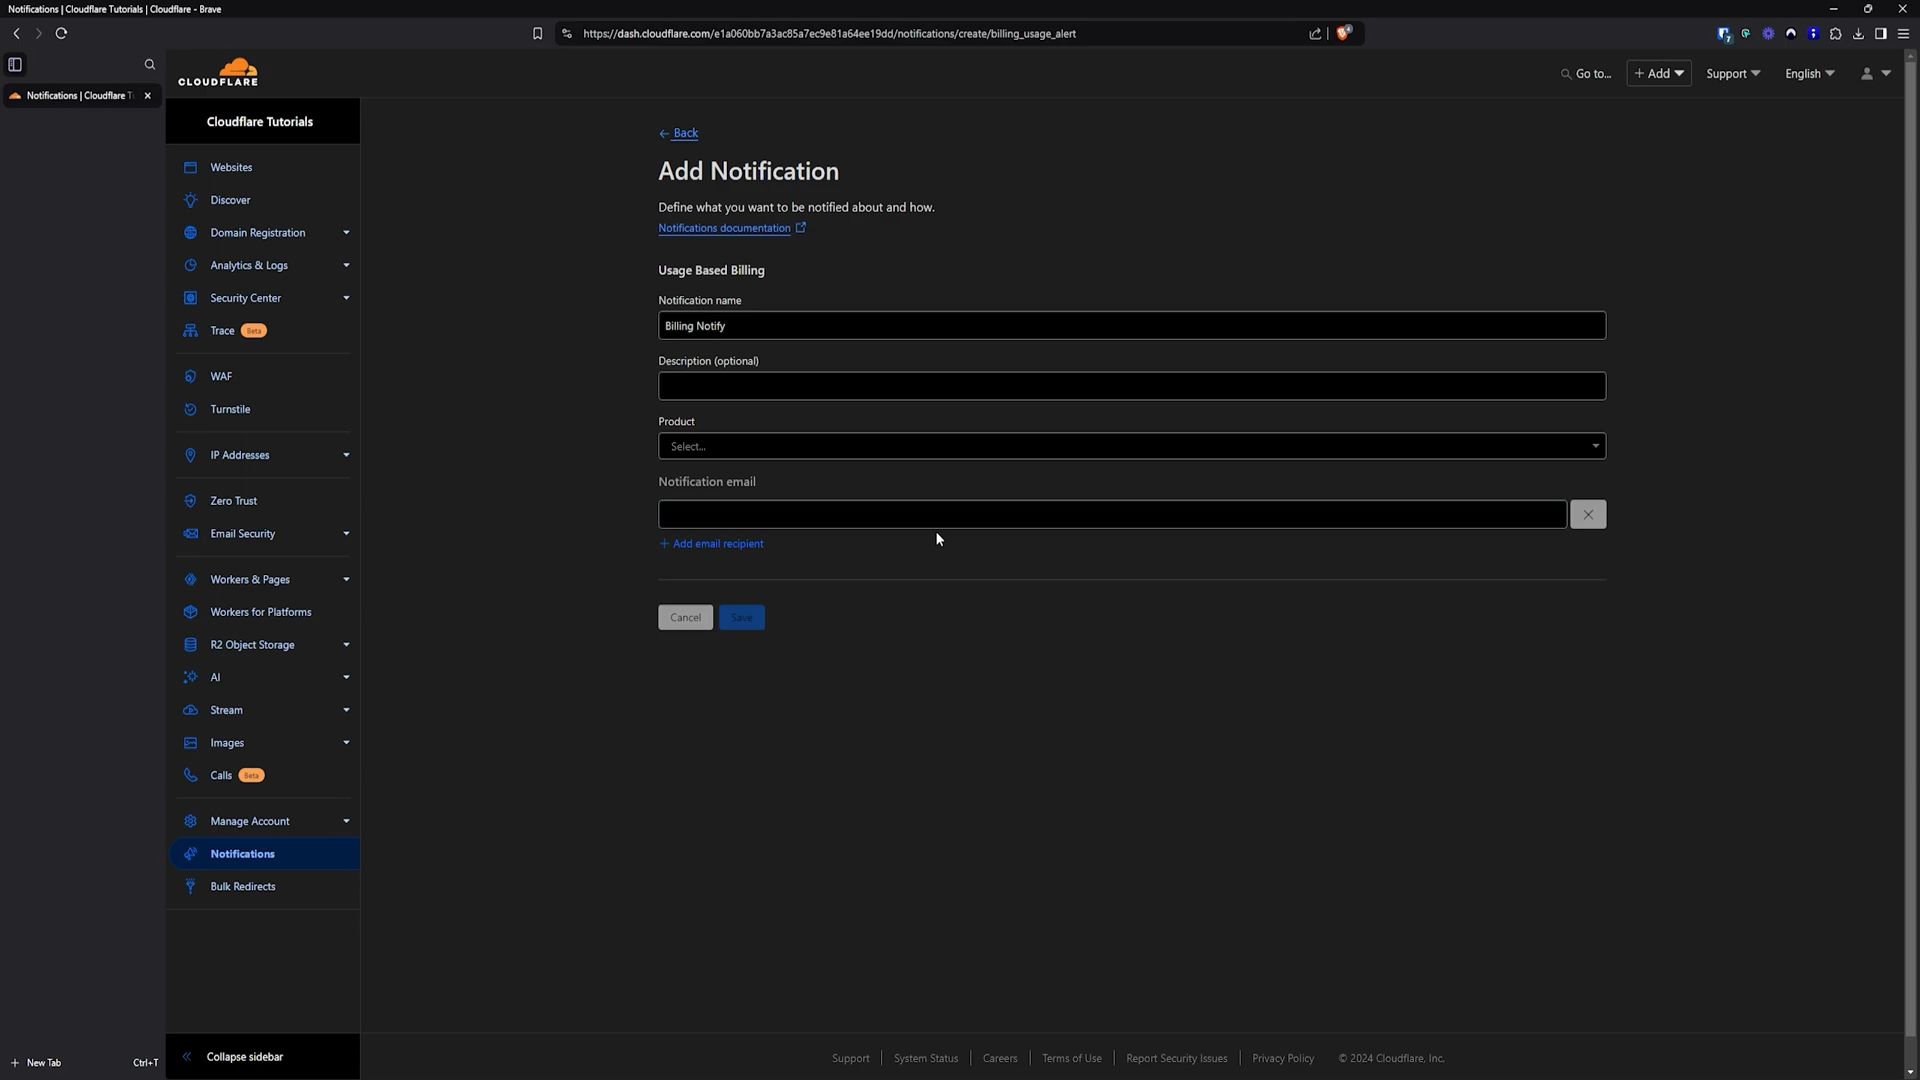 Notifications | Cloudflare Tutorials | Cloudflare - Brave
https://dash.cloudflare.com/e1a060bb7a3ac85a7ec9e81a64ee19dd/notifications/create/billing_usage_alert
Notifications | Cloudflare T
CLOUDFLARE
Go to...
+ Add
Support
English
Cloudflare Tutorials
Websites
Discover
Domain Registration
Analytics & Logs
Security Center
Trace Beta
WAF
Turnstile
IP Addresses
Zero Trust
Email Security
Workers & Pages
Workers for Platforms
R2 Object Storage
AI
Stream
Images
Calls Beta
Manage Account
Notifications
Bulk Redirects
Collapse sidebar
Back
Add Notification
Define what you want to be notified about and how.
Notifications documentation
Usage Based Billing
Notification name
Billing Notify
Description (optional)
Product
Select...
Notification email
+ Add email recipient
Cancel
Save
+ New Tab
Ctrl+T
Support
System Status
Careers
Terms of Use
Report Security Issues
Privacy Policy
© 2024 Cloudflare, Inc.